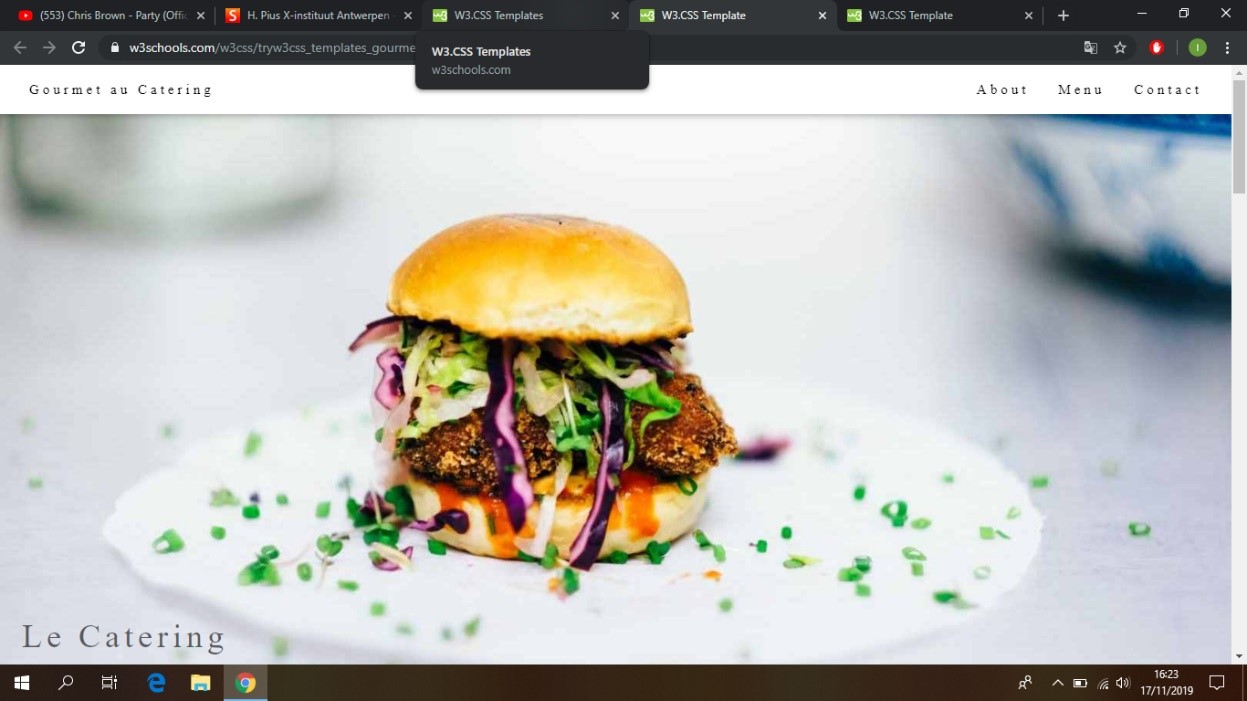 (553) Chris Brown - Party (Offic
H. Pius X-instituut Antwerpen
W3.CSS Templates
W3.CSS Template
W3.CSS Template
w3schools.com/w3css/tryw3css_templates_gourme
I
W3.CSS Templates
w3schools.com
Gourmet au Catering
About
Menu
Contact
Le Catering
16:23
17/11/2019